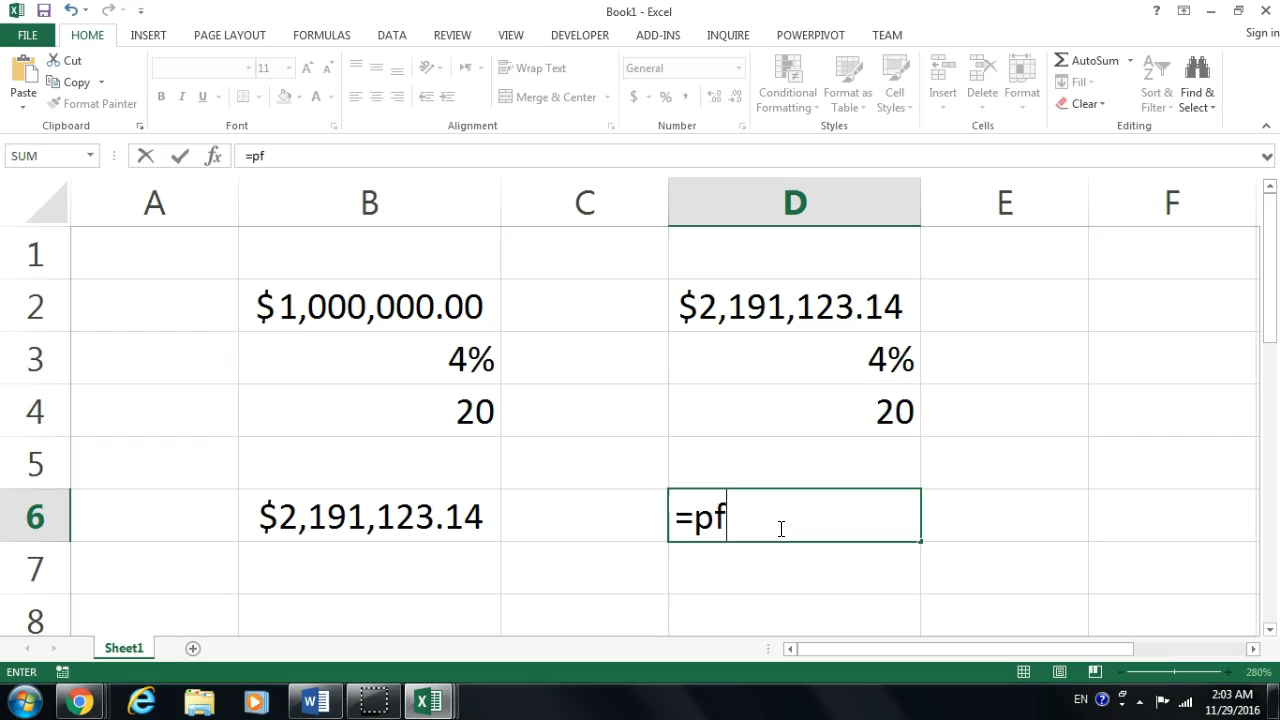 Book1 - Excel
?
FILE HOME INSERT PAGE LAYOUT FORMULAS DATA REVIEW VIEW DEVELOPER ADD-INS INQUIRE POWERPIVOT TEAM Sign in
Paste
Cut
Copy
Format Painter
Clipboard
11
B I U
Font
Wrap Text
Merge & Center
Alignment
General
$ % ,
Number
Conditional Formatting
Format as Table
Cell Styles
Styles
Insert Delete Format
Cells
AutoSum
Fill
Clear
Sort & Filter
Find & Select
Editing
SUM
fx
=pf
A B C D E F
1
2 $1,000,000.00 $2,191,123.14
3 4% 4%
4 20 20
5
6 $2,191,123.14 =pf
7
8
Sheet1
ENTER
280%
EN
2:03 AM
11/29/2016